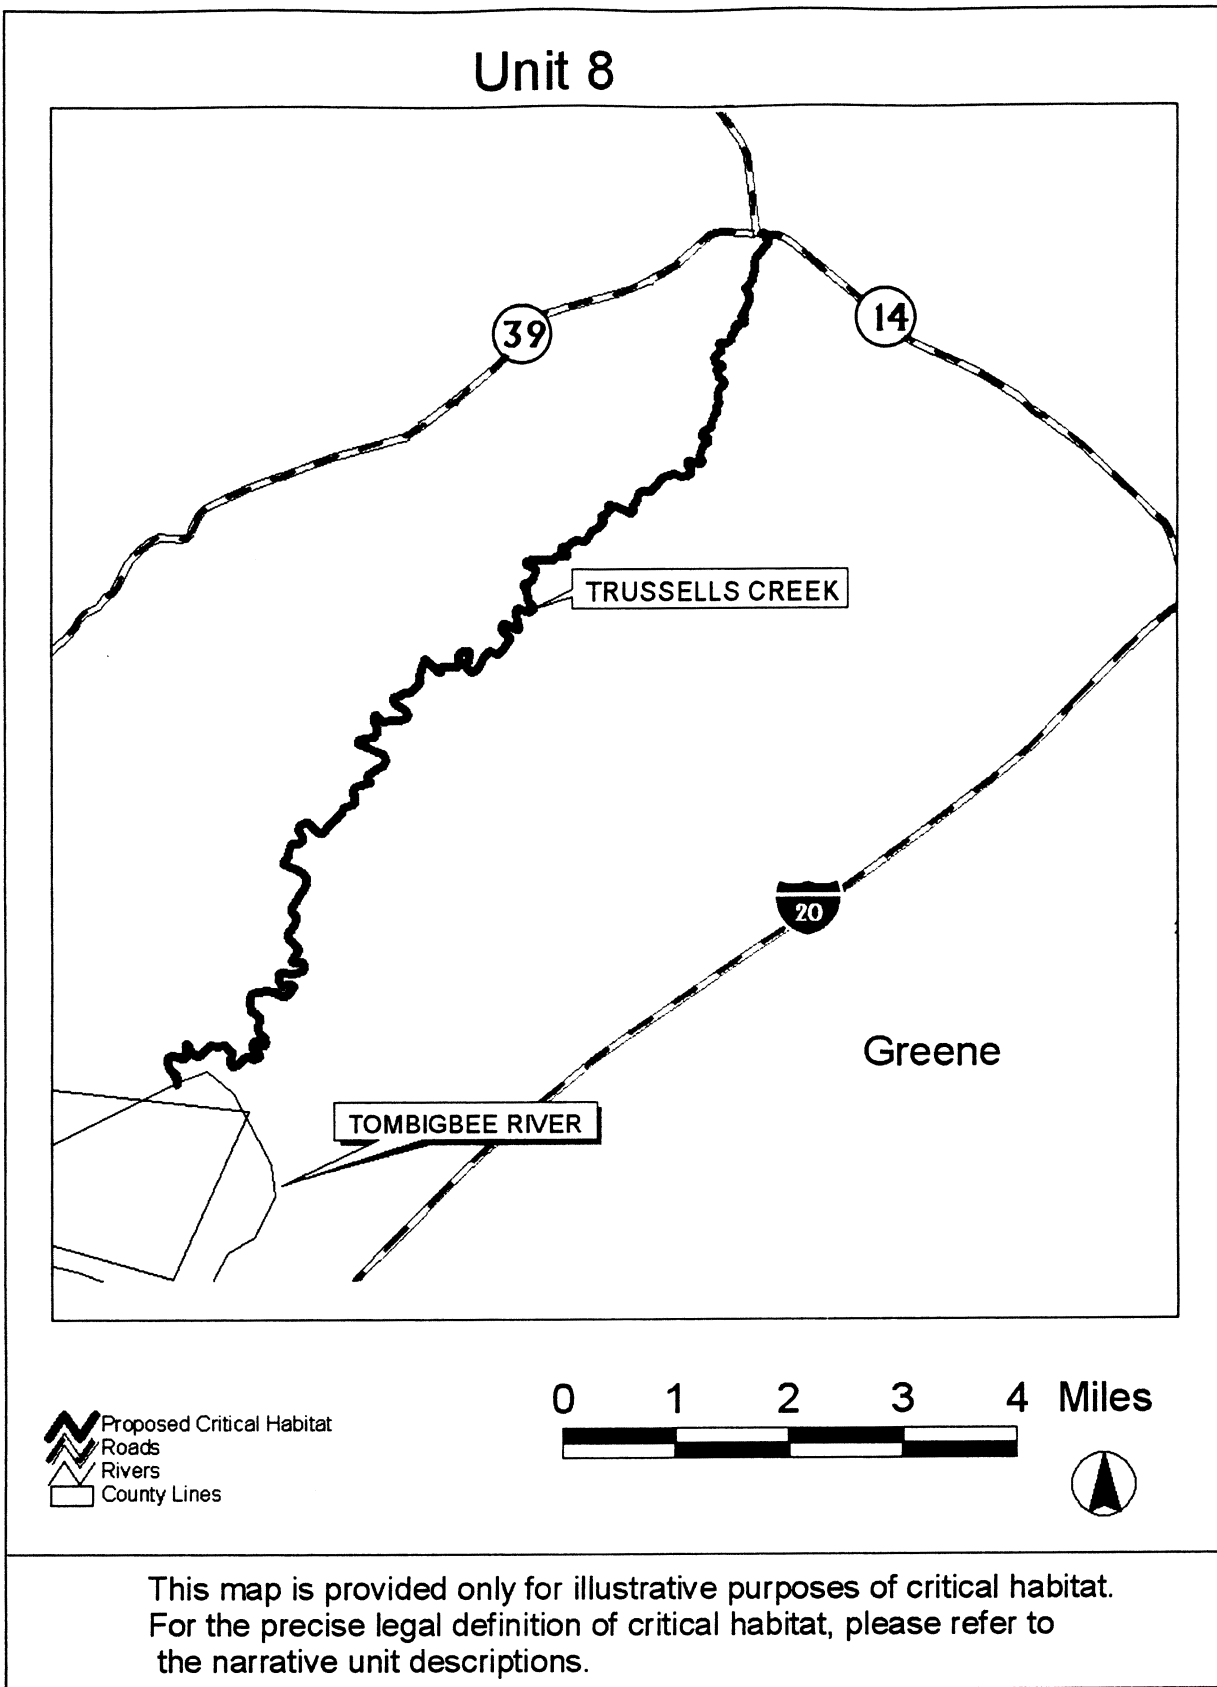 Unit 8
39
14
TRUSSELLS CREEK
20
Greene
TOMBIGBEE RIVER
0 1 2 3 4 Miles
Proposed Critical Habitat
Roads
Rivers
County Lines
This map is provided only for illustrative purposes of critical habitat.
For the precise legal definition of critical habitat, please refer to
the narrative unit descriptions.